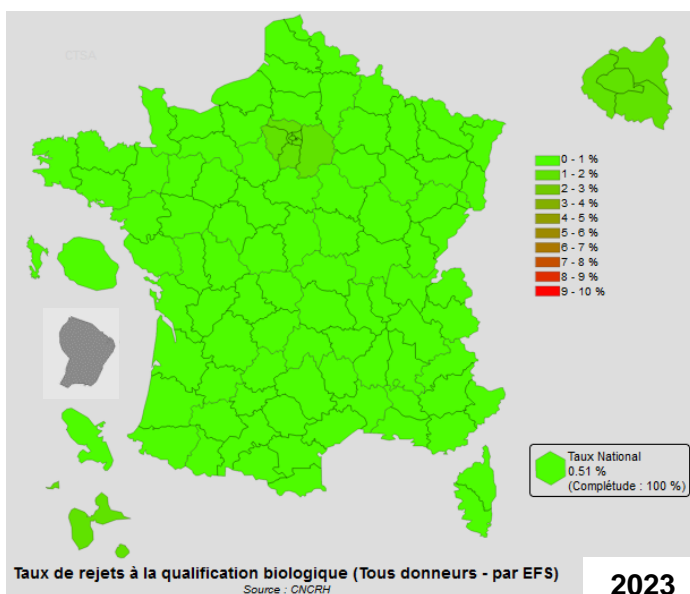 CTSA
0 - 1 %
1 - 2 %
2 - 3 %
3 - 4 %
4 - 5 %
5 - 6 %
6 - 7 %
7 - 8 %
8 - 9 %
9 - 10 %
Taux National
0.51 %
(Complétude : 100 %)
Taux de rejets à la qualification biologique (Tous donneurs - par EFS)
Source : CNCRH
2023